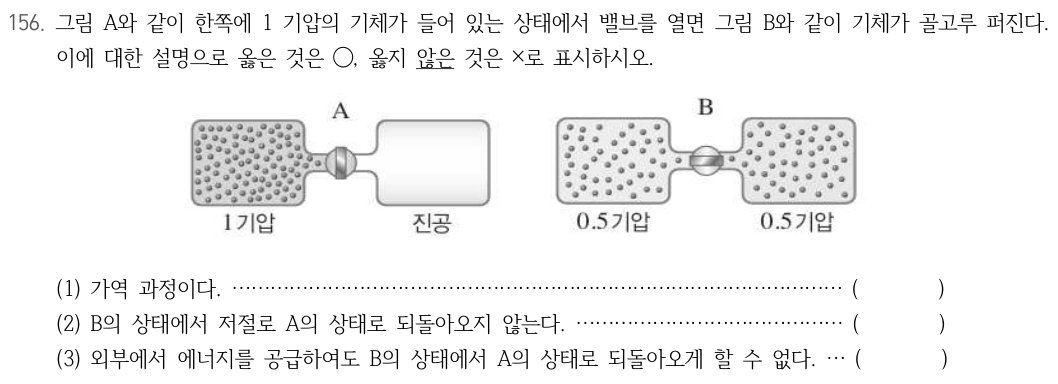 156. 그림 A와 같이 한쪽에 1 기압의 기체가 들어 있는 상태에서 밸브를 열면 그림 B와 같이 기체가 골고루 퍼진다.
이에 대한 설명으로 옳은 것은 ○, 옳지 않은 것은 ×로 표시하시오.
A
B
1기압
진공
0.5기압
0.5기압
(1) 가역 과정이다. ………………………………………………………………………………… (          )
(2) B의 상태에서 저절로 A의 상태로 되돌아오지 않는다. …………………………………… (          )
(3) 외부에서 에너지를 공급하여도 B의 상태에서 A의 상태로 되돌아오게 할 수 없다. … (          )